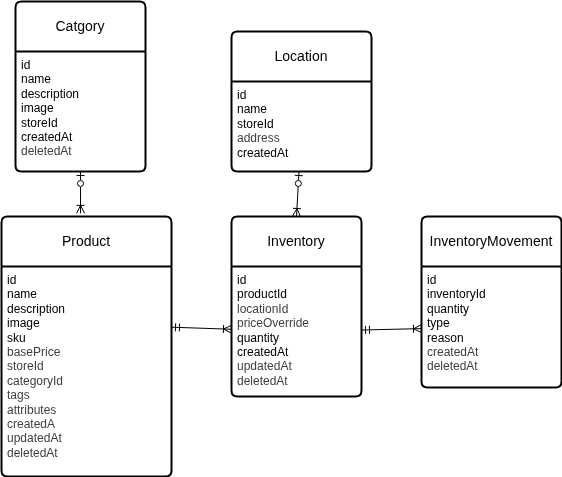 Catgory
id
name
description
image
storeId
createdAt
deletedAt
Location
id
name
storeId
address
createdAt
Product
id
name
description
image
sku
basePrice
storeId
categoryId
tags
attributes
createdA
updatedAt
deletedAt
Inventory
id
productId
locationId
priceOverride
quantity
createdAt
updatedAt
deletedAt
InventoryMovement
id
inventoryId
quantity
type
reason
createdAt
deletedAt